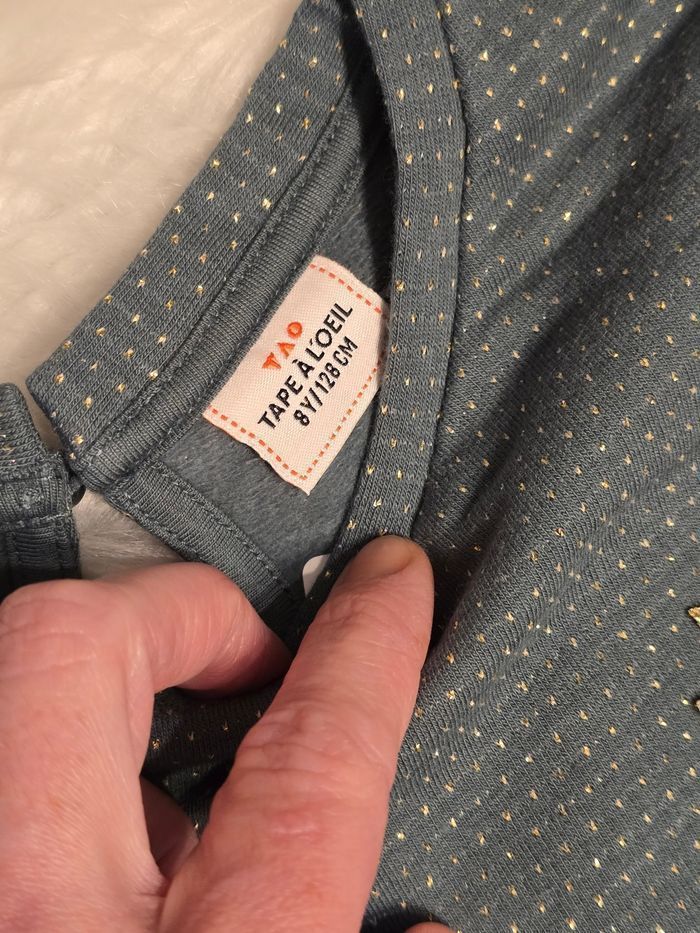 TAO
TAPE À L'OEIL
8Y/128 CM